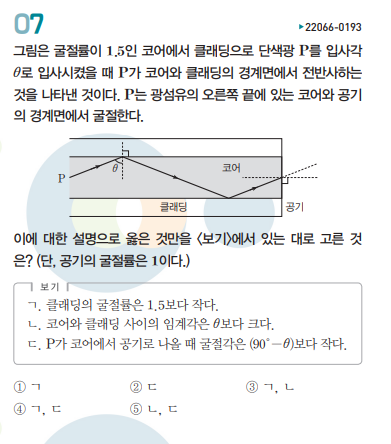 07
▶22066-0193
그림은 굴절률이 1.5인 코어에서 클래딩으로 단색광 P를 입사각
θ로 입사시켰을 때 P가 코어와 클래딩의 경계면에서 전반사하는
것을 나타낸 것이다. P는 광섬유의 오른쪽 끝에 있는 코어와 공기
의 경계면에서 굴절한다.
코어
θ
P
클래딩
공기
이에 대한 설명으로 옳은 것만을 〈보기〉에서 있는 대로 고른 것
은? (단, 공기의 굴절률은 1이다.)
보기
ㄱ. 클래딩의 굴절률은 1.5보다 작다.
ㄴ. 코어와 클래딩 사이의 임계각은 θ보다 크다.
ㄷ. P가 코어에서 공기로 나올 때 굴절각은 (90°-θ)보다 작다.
① ㄱ ② ㄷ ③ ㄱ, ㄴ
④ ㄱ, ㄷ ⑤ ㄴ, ㄷ